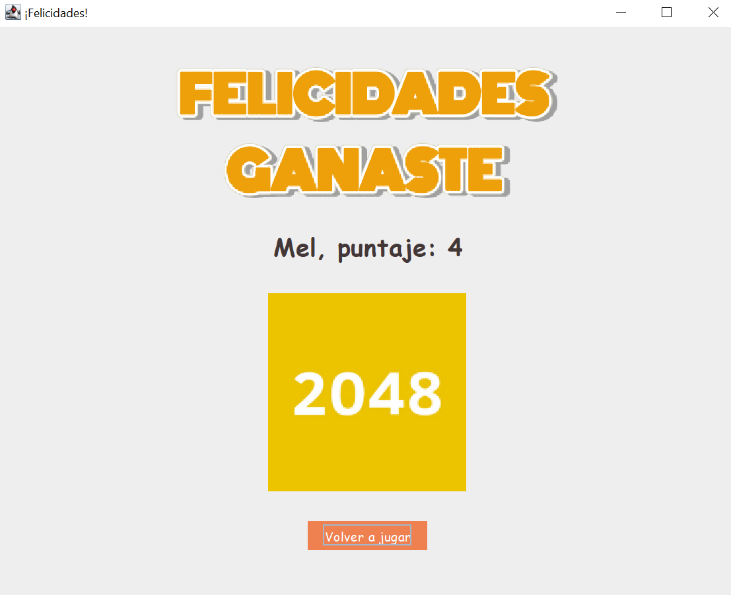 ¡Felicidades!
FELICIDADES
GANASTE
Mel, puntaje: 4
2048
Volver a jugar